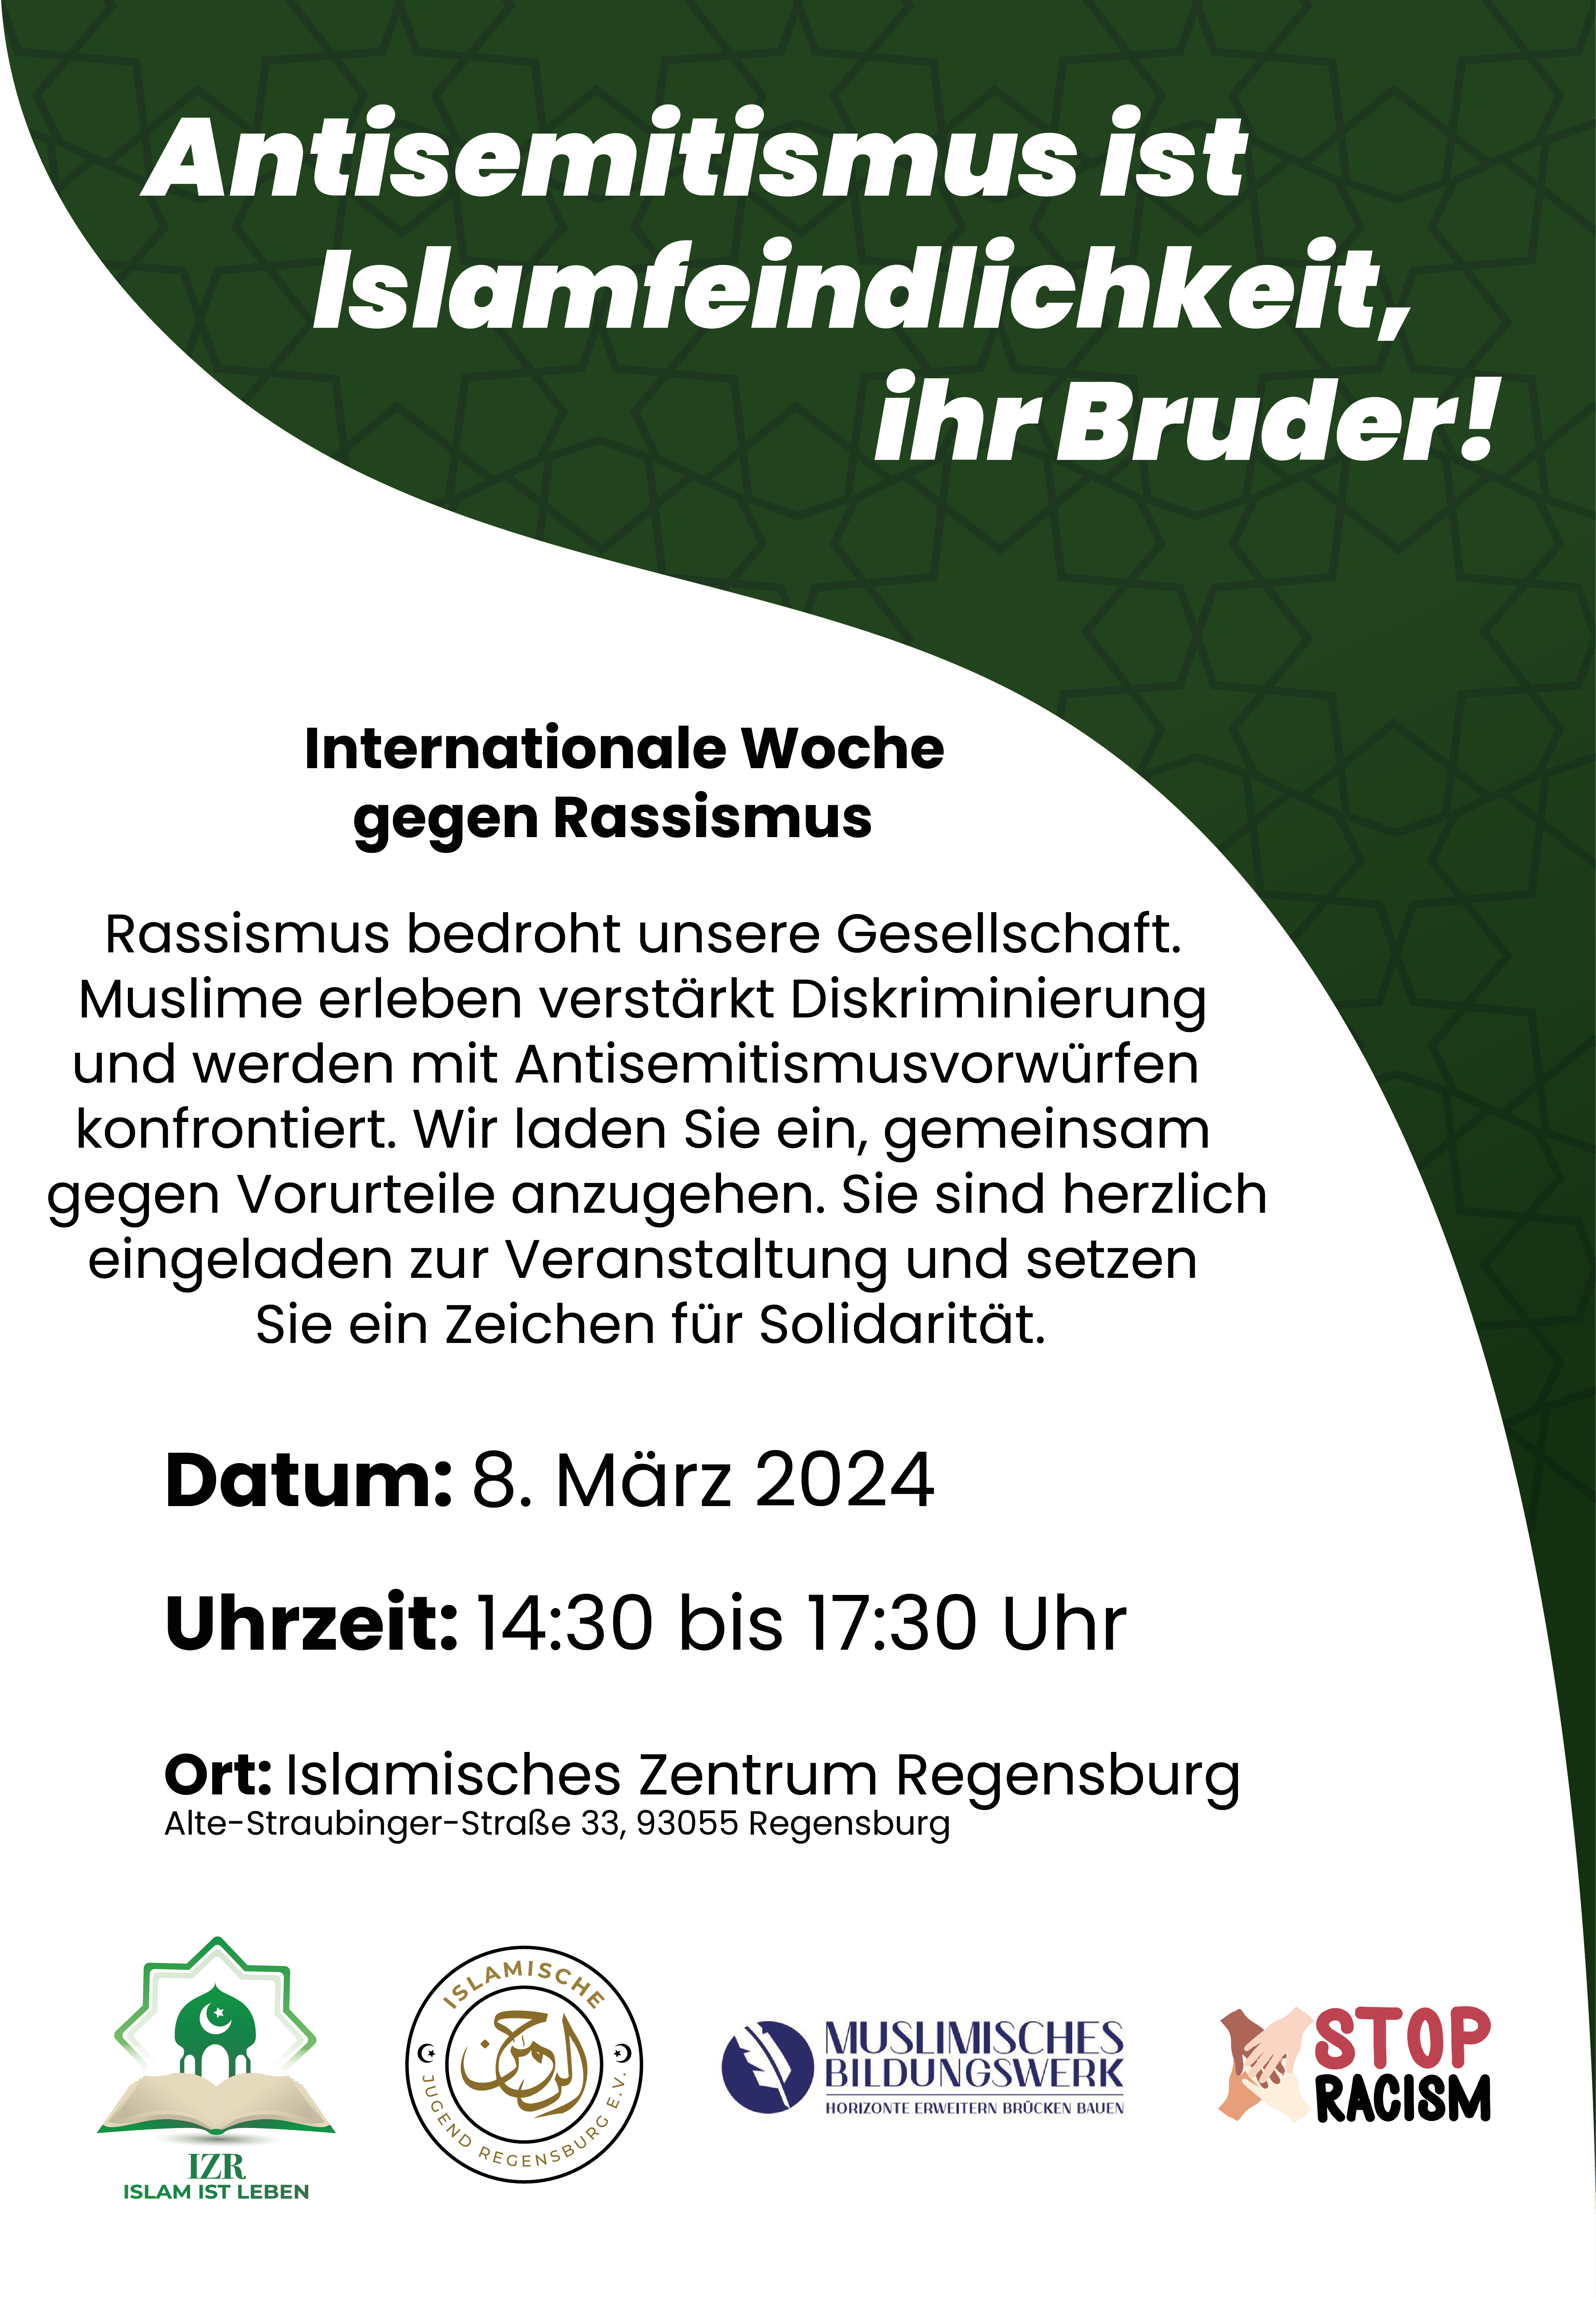 Antisemitismus ist
Islamfeindlichkeit,
ihr Bruder!
Internationale Woche
gegen Rassismus
Rassismus bedroht unsere Gesellschaft.
Muslime erleben verstärkt Diskriminierung
und werden mit Antisemitismusvorwürfen
konfrontiert. Wir laden Sie ein, gemeinsam
gegen Vorurteile anzugehen. Sie sind herzlich
eingeladen zur Veranstaltung und setzen
Sie ein Zeichen für Solidarität.
Datum: 8. März 2024
Uhrzeit: 14:30 bis 17:30 Uhr
Ort: Islamisches Zentrum Regensburg
Alte-Straubinger-Straße 33, 93055 Regensburg
IZR
ISLAM IST LEBEN
ISLAMISCHE
الرحمن
JUGEND REGENSBURG E.V.
MUSLIMISCHES
BILDUNGSWERK
HORIZONTE ERWEITERN BRÜCKEN BAUEN
STOP
RACISM